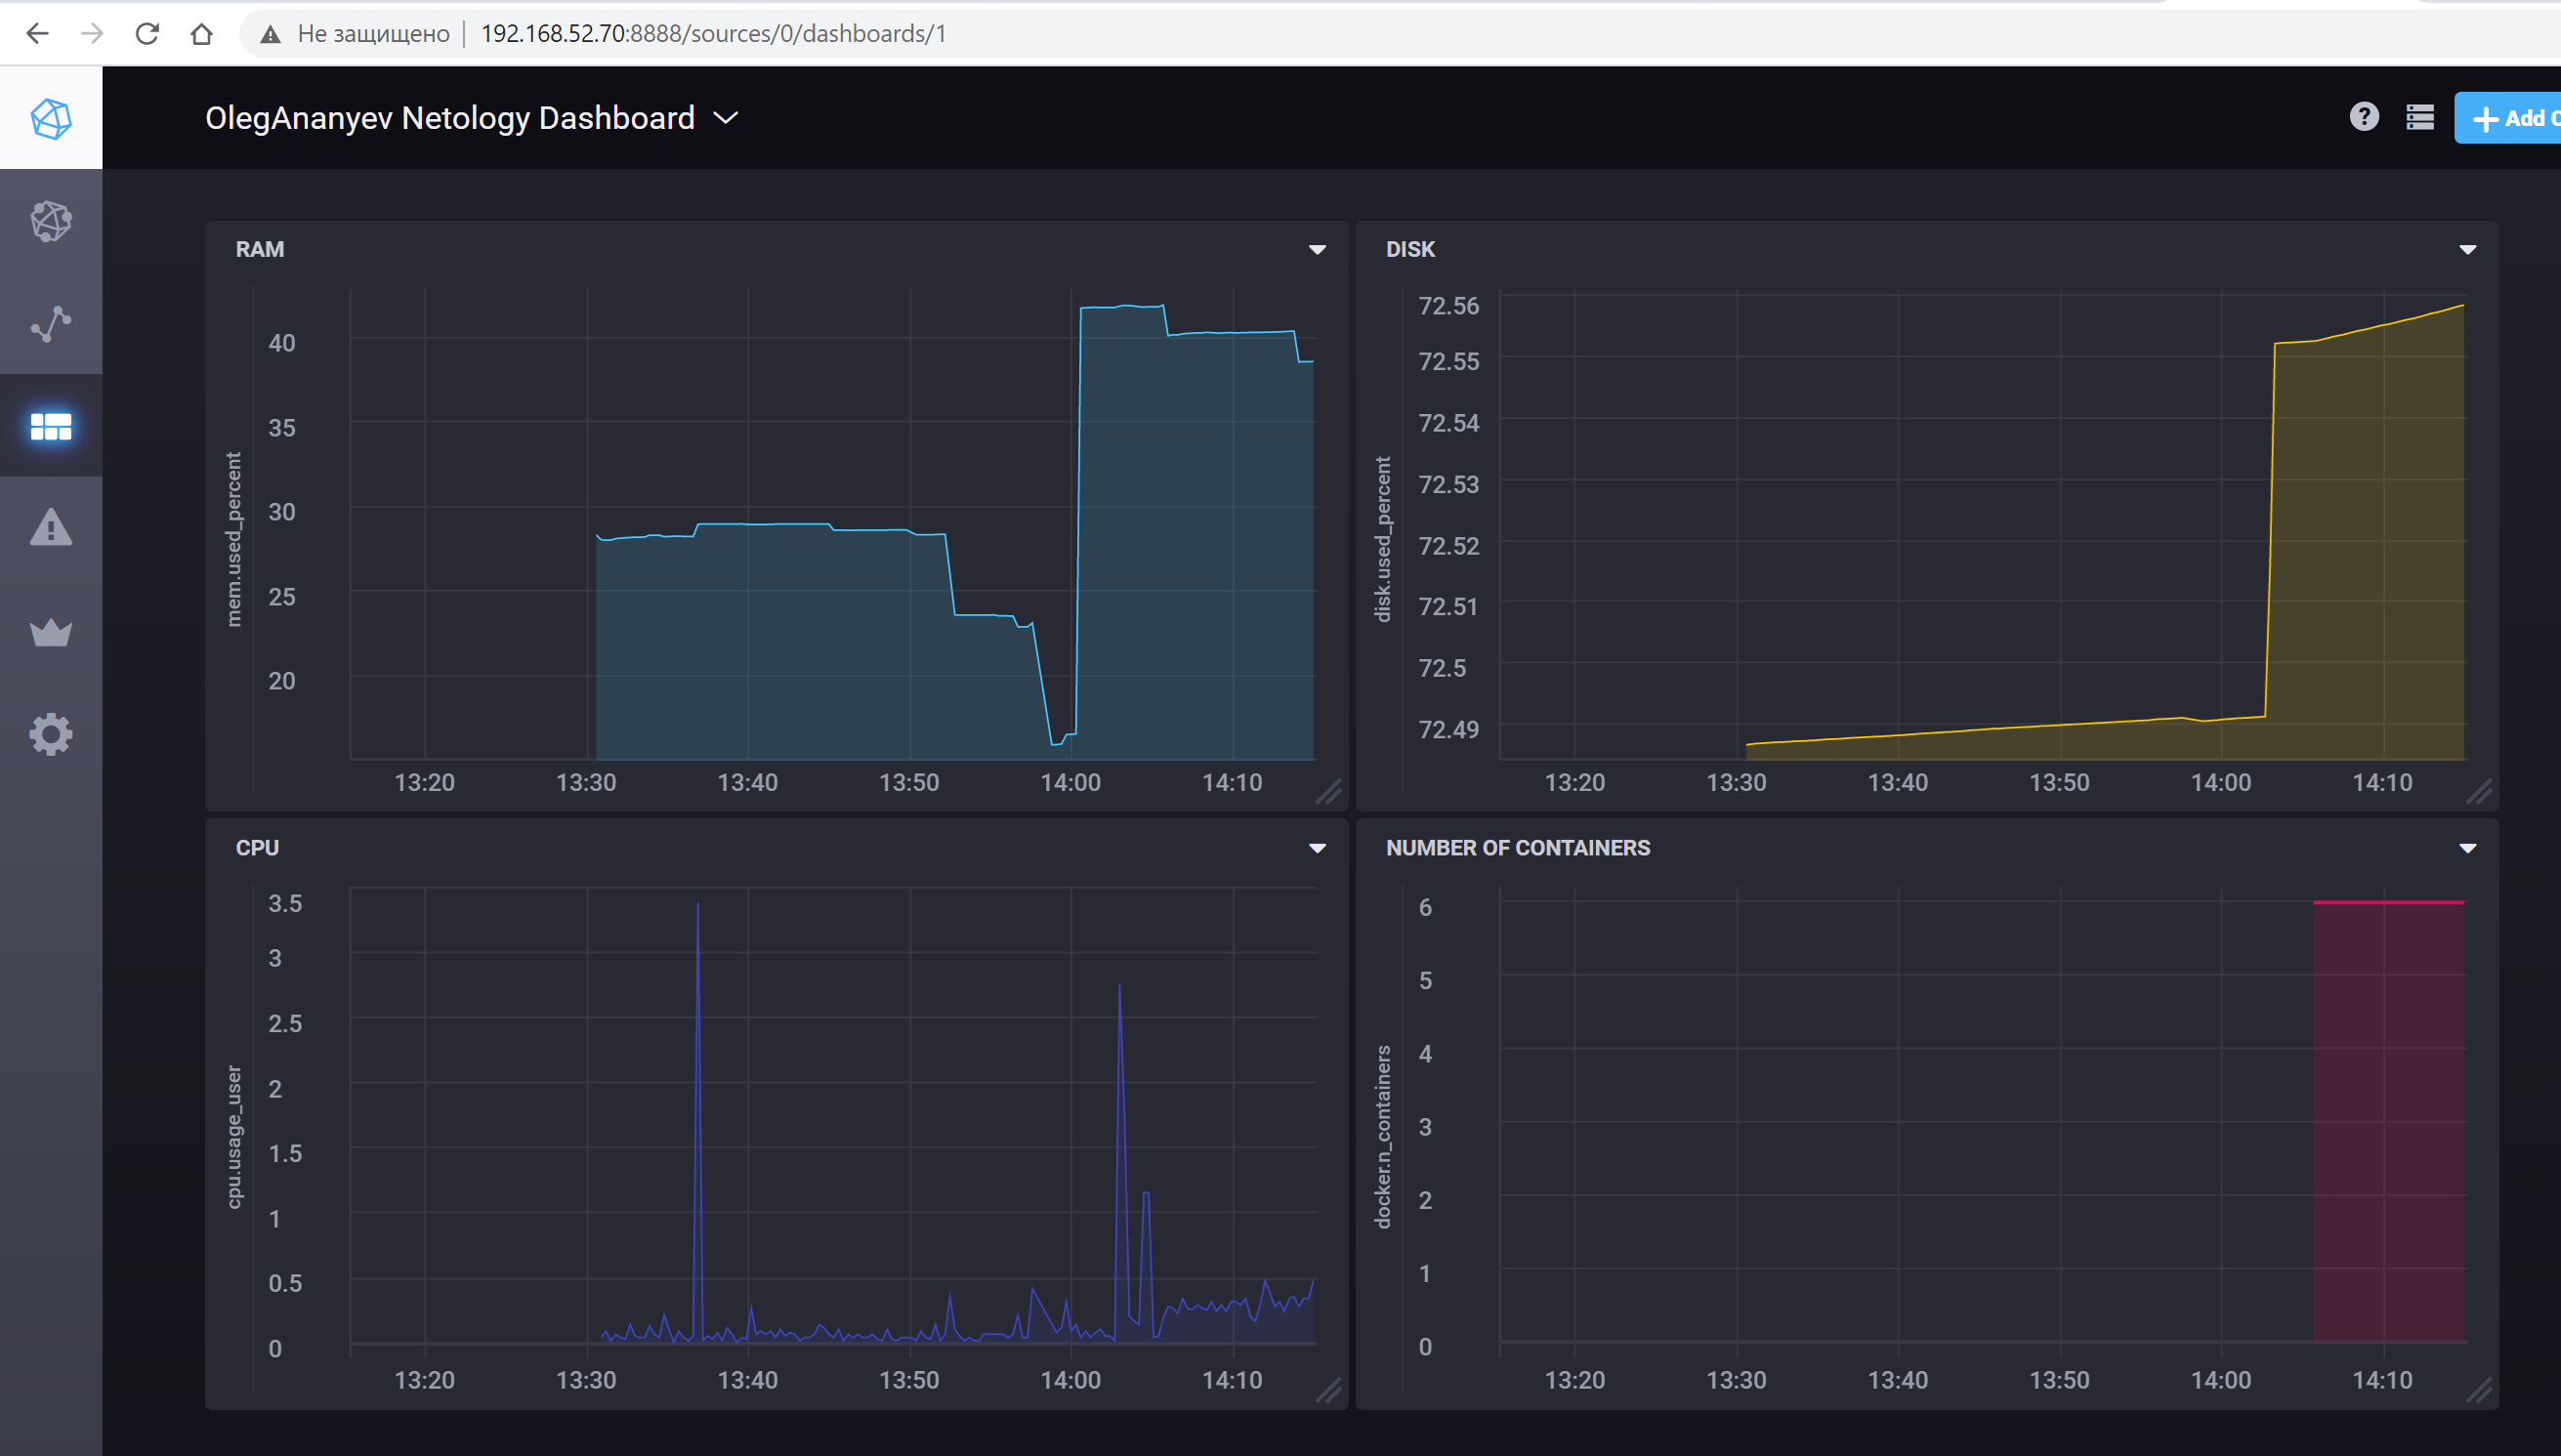 Не защищено 192.168.52.70:8888/sources/0/dashboards/1
OlegAnanyev Netology Dashboard
? + Add
RAM
mem.used_percent
40
35
30
25
20
13:20 13:30 13:40 13:50 14:00 14:10
DISK
disk.used_percent
72.56
72.55
72.54
72.53
72.52
72.51
72.5
72.49
13:20 13:30 13:40 13:50 14:00 14:10
CPU
cpu.usage_user
3.5
3
2.5
2
1.5
1
0.5
0
13:20 13:30 13:40 13:50 14:00 14:10
NUMBER OF CONTAINERS
docker.n_containers
6
5
4
3
2
1
0
13:20 13:30 13:40 13:50 14:00 14:10